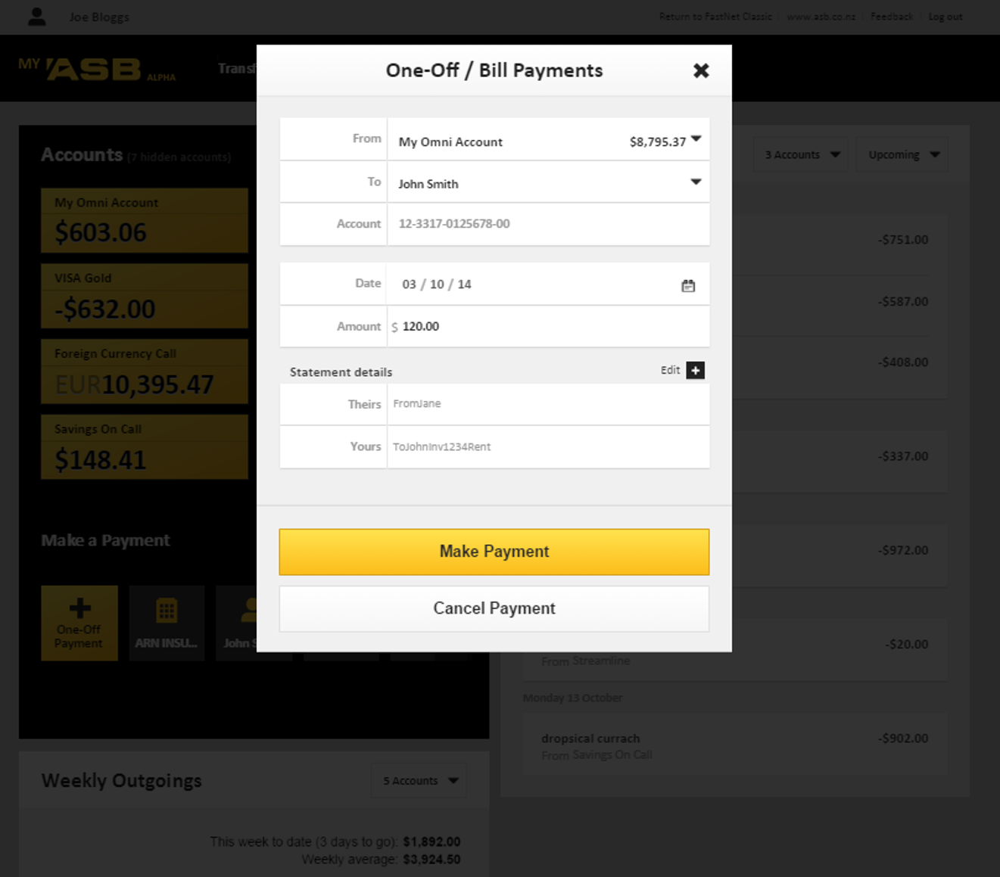 Joe Bloggs
Return to FastNet Classic
www.asb.co.nz
Feedback
Log out
MY ASB ALPHA
Transf
One-Off / Bill Payments
From
My Omni Account
$8,795.37
To
John Smith
Account
12-3317-0125678-00
Date
03 / 10 / 14
Amount
$ 120.00
Statement details
Edit
Theirs
FromJane
Yours
ToJohnInv1234Rent
Make Payment
Cancel Payment
Accounts (7 hidden accounts)
My Omni Account
$603.06
VISA Gold
-$632.00
Foreign Currency Call
EUR10,395.47
Savings On Call
$148.41
Make a Payment
One-Off
Payment
ARN INSU...
John S
Weekly Outgoings
5 Accounts
This week to date (3 days to go): $1,892.00
Weekly average: $3,924.50
3 Accounts
Upcoming
-$751.00
-$587.00
-$408.00
-$337.00
-$972.00
-$20.00
From Streamline
Monday 13 October
dropsical currach
-$902.00
From Savings On Call